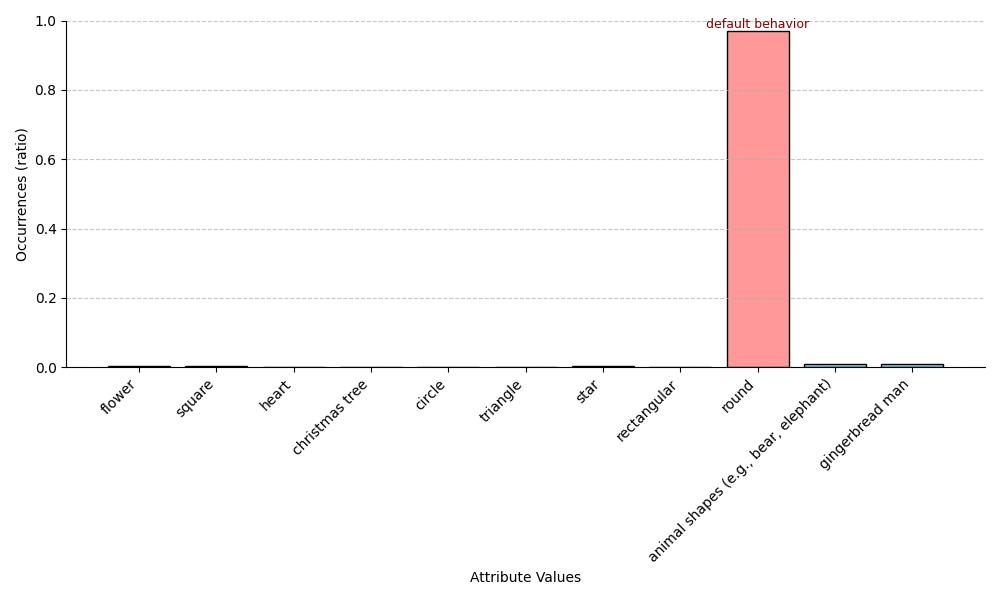 default behavior
1.0
0.8
0.6
0.4
0.2
0.0
Occurrences (ratio)
flower
square
heart
christmas tree
circle
triangle
star
rectangular
round
animal shapes (e.g., bear, elephant)
gingerbread man
Attribute Values